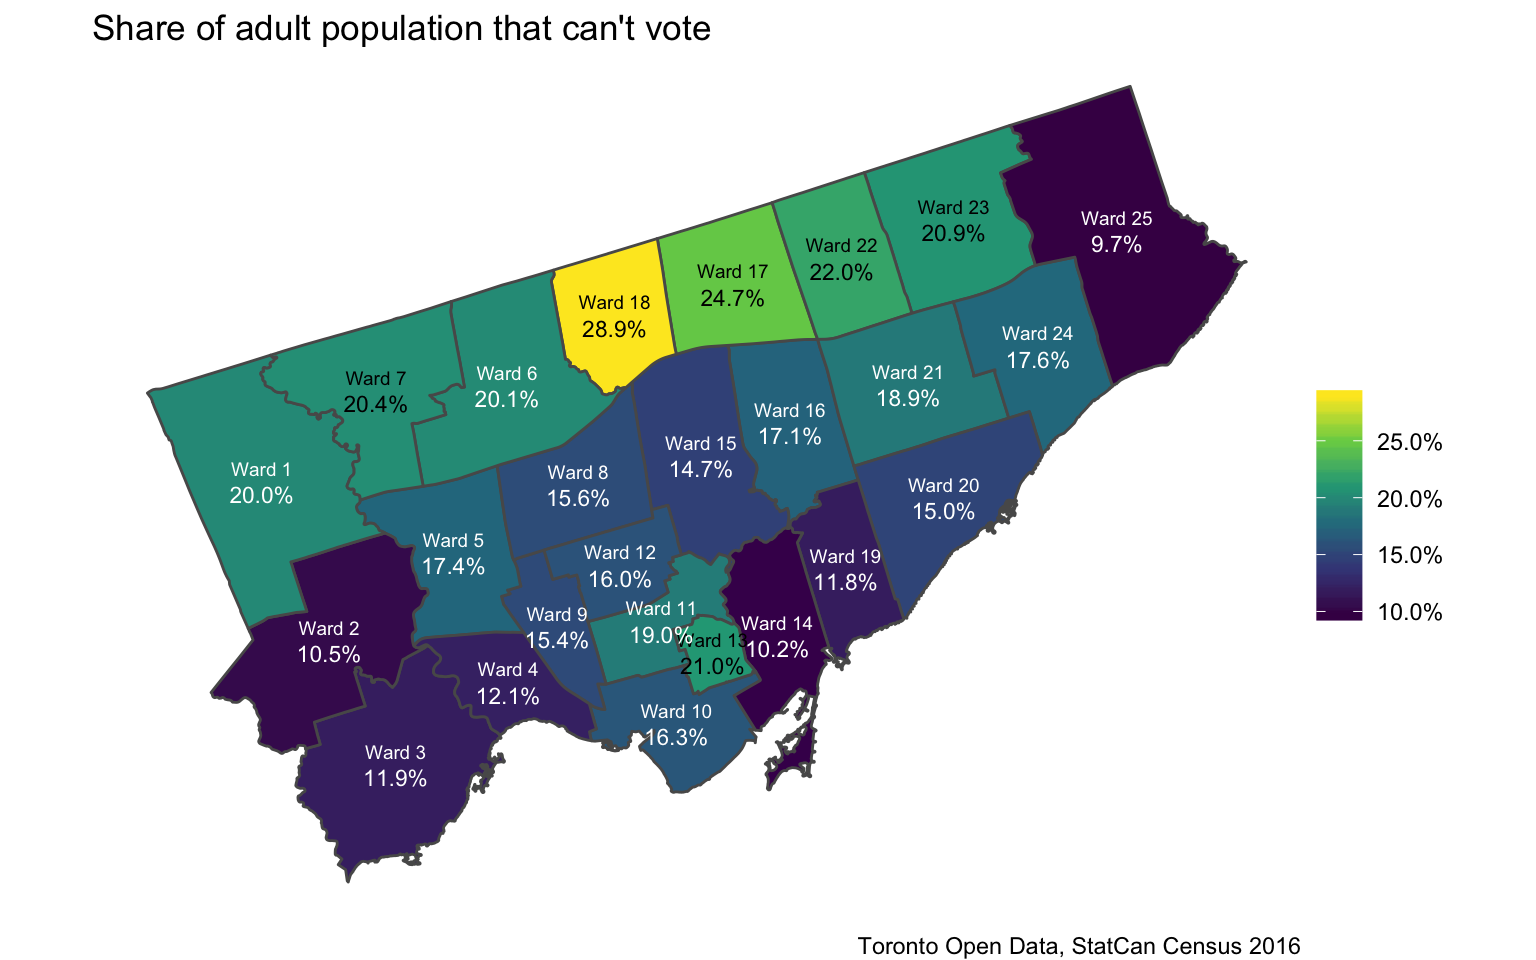 Share of adult population that can't vote
Ward 25
9.7%
Ward 23
20.9%
Ward 22
22.0%
Ward 17
24.7%
Ward 18
28.9%
Ward 24
17.6%
Ward 21
18.9%
Ward 6
20.1%
Ward 7
20.4%
Ward 16
17.1%
Ward 15
14.7%
Ward 1
20.0%
Ward 8
15.6%
Ward 20
15.0%
Ward 5
17.4%
Ward 12
16.0%
Ward 19
11.8%
Ward 11
19.0%
Ward 9
15.4%
Ward 14
10.2%
Ward 2
10.5%
Ward 13
21.0%
Ward 4
12.1%
Ward 10
16.3%
Ward 3
11.9%
25.0%
20.0%
15.0%
10.0%
Toronto Open Data, StatCan Census 2016